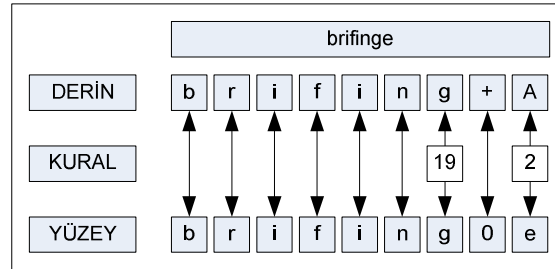 brifinge
DERİN b r i f i n g + A
KURAL 19 2
YÜZEY b r i f i n g 0 e